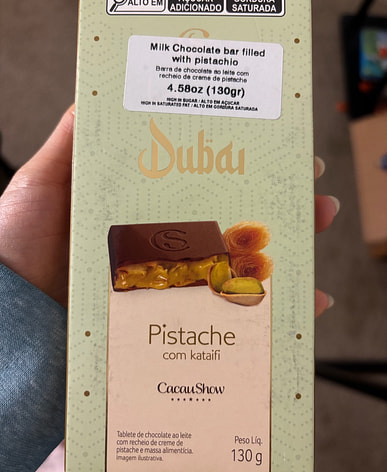 ALTO EM
ADICIONADO
SATURADA
Milk Chocolate bar filled
with pistachio
Barra de chocolate ao leite com
recheio de creme de pistache
4.58oz (130gr)
HIGH IN SUGAR / ALTO EM AÇUCAR
HIGH IN SATURATED FAT / ALTO EM GORDURA SATURADA
Dubai
CS
Pistache
com kataifi
CacauShow
Tablete de chocolate ao leite
com recheio de creme de
pistache e massa alimentícia.
Imagem ilustrativa.
Peso Líq.
130 g